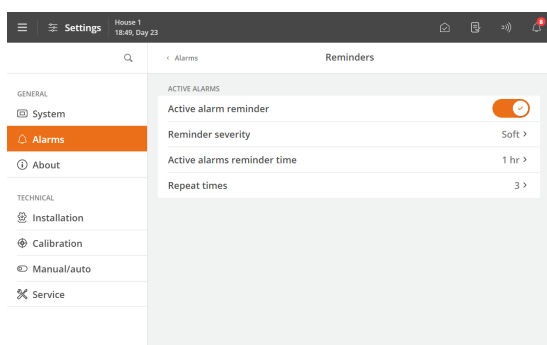 Settings
House 1
18:49, Day 23
8
Alarms
Reminders
GENERAL
System
Alarms
About
TECHNICAL
Installation
Calibration
Manual/auto
Service
ACTIVE ALARMS
Active alarm reminder
Reminder severity Soft
Active alarms reminder time 1 hr
Repeat times 3